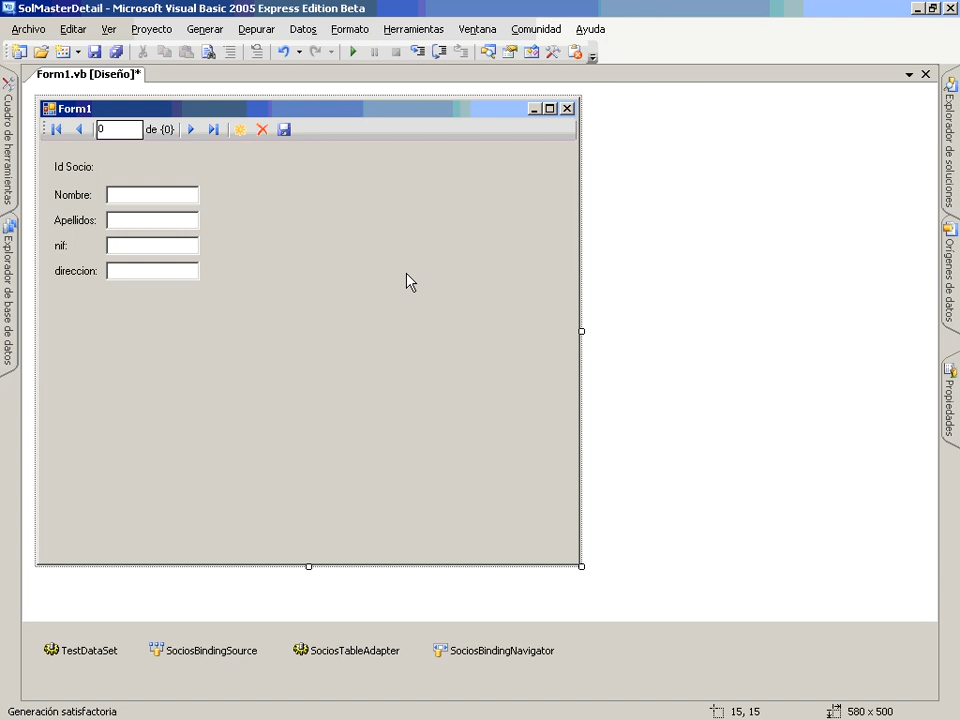 SolMasterDetail - Microsoft Visual Basic 2005 Express Edition Beta
Archivo Editar Ver Proyecto Generar Depurar Datos Formato Herramientas Ventana Comunidad Ayuda
Form1.vb [Diseño]*
Cuadro de herramientas
Explorador de base de datos
Form1
0 de {0}
Id Socio:
Nombre:
Apellidos:
nif:
direccion:
Explorador de soluciones
Orígenes de datos
Propiedades
TestDataSet SociosBindingSource SociosTableAdapter SociosBindingNavigator
Generación satisfactoria 15, 15 580 x 500